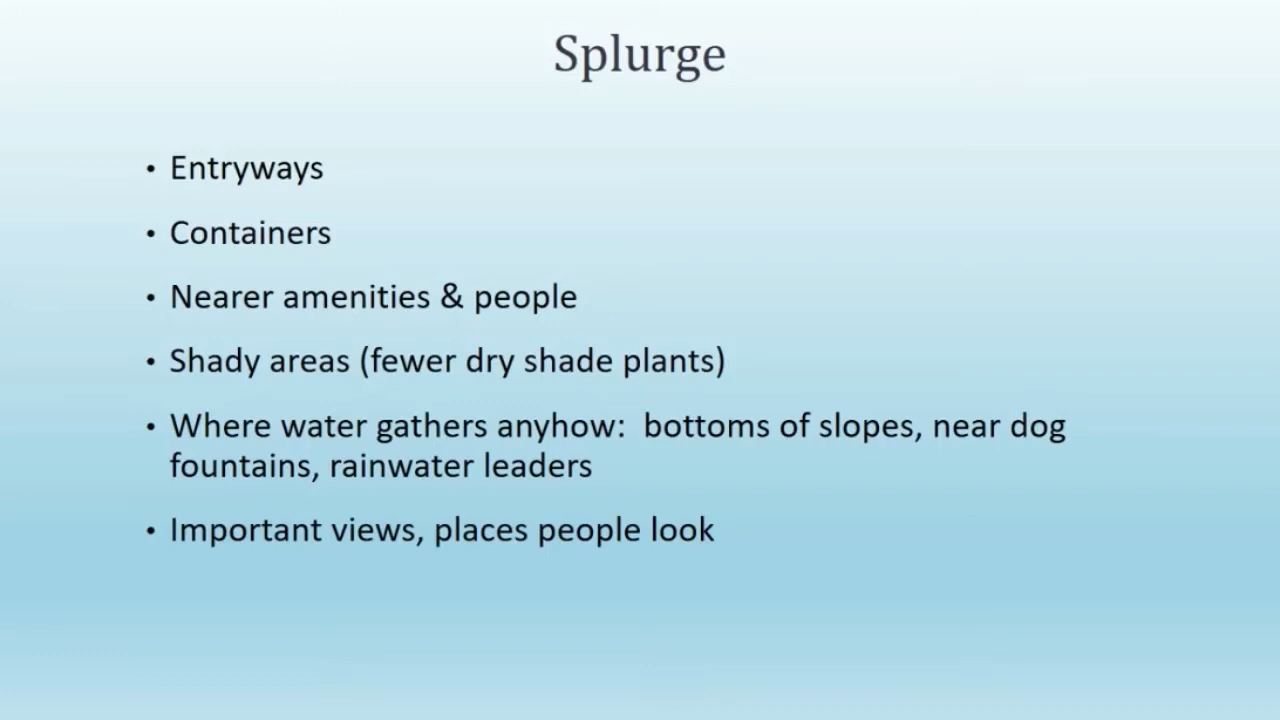 Splurge
• Entryways
• Containers
• Nearer amenities & people
• Shady areas (fewer dry shade plants)
• Where water gathers anyhow:  bottoms of slopes, near dog
fountains, rainwater leaders
• Important views, places people look